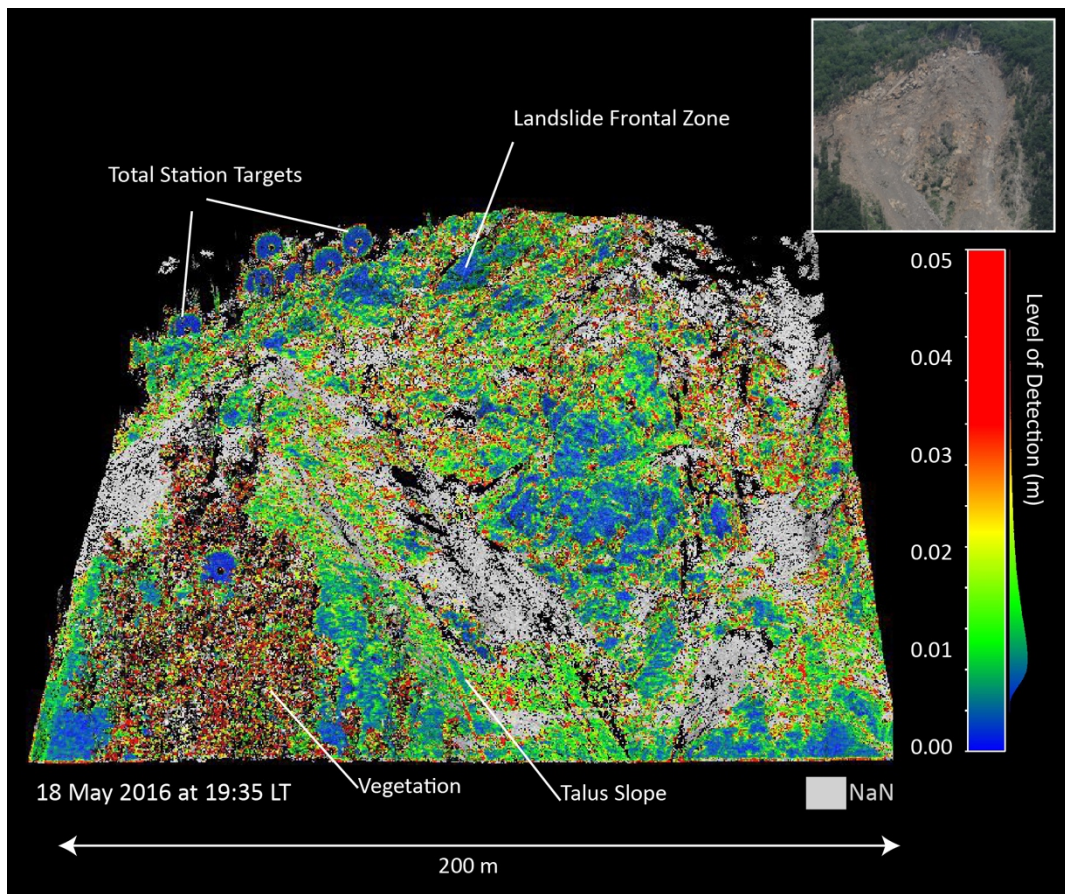 Landslide Frontal Zone
Total Station Targets
0.05
0.04
0.03
0.02
0.01
0.00
Level of Detection (m)
Vegetation
Talus Slope
18 May 2016 at 19:35 LT
NaN
200 m